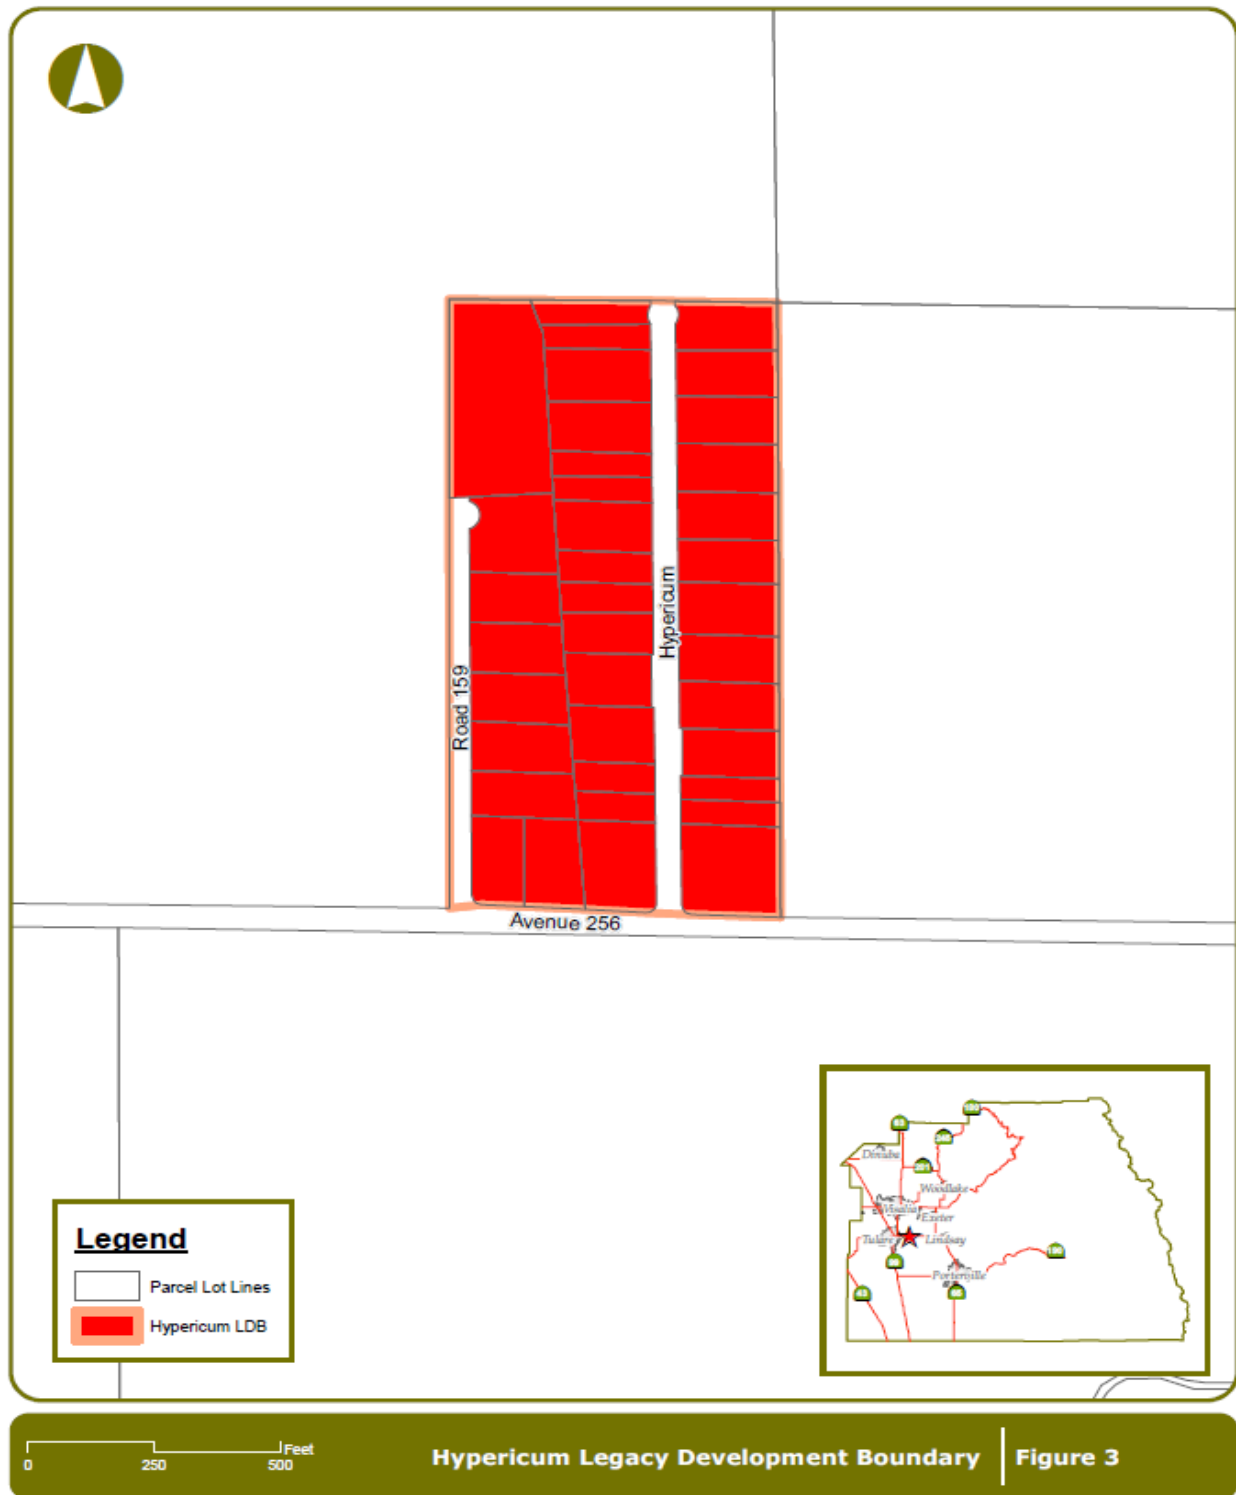 Hypericum
Road 159
Avenue 256
Dinuba
Woodlake
Visalia
Exeter
Tulare
Lindsay
Porterville
Legend
Parcel Lot Lines
Hypericum LDB
0
250
500
Feet
Hypericum Legacy Development Boundary
Figure 3